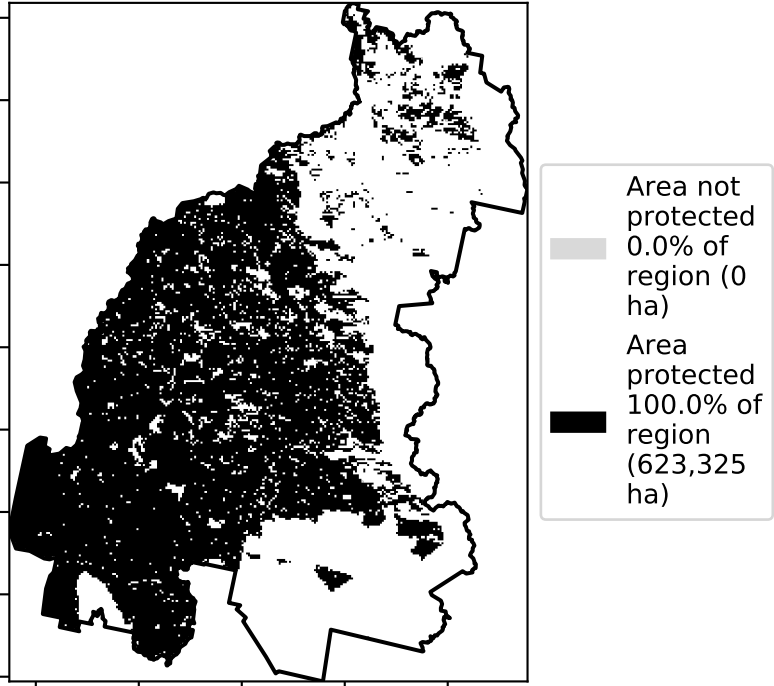 Area not
protected
0.0% of
region (0
ha)
Area
protected
100.0% of
region
(623,325
ha)